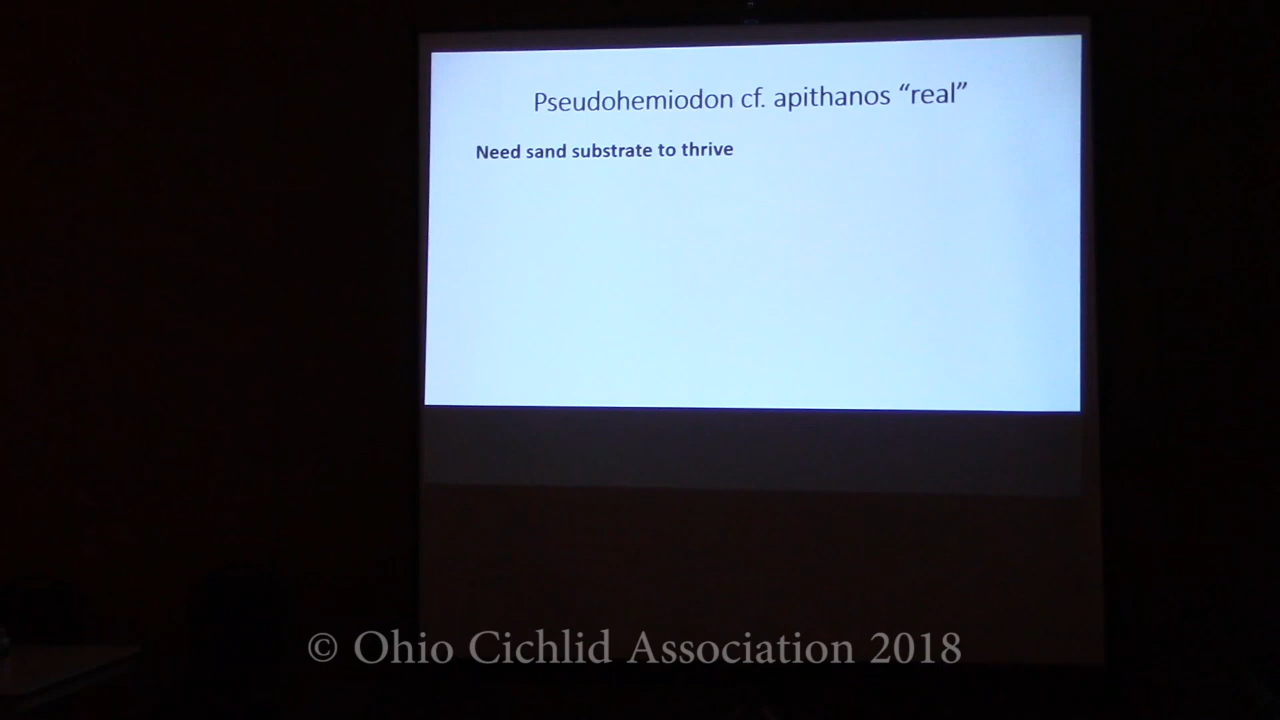 Pseudohemiodon cf. apithanos “real”
Need sand substrate to thrive
© Ohio Cichlid Association 2018